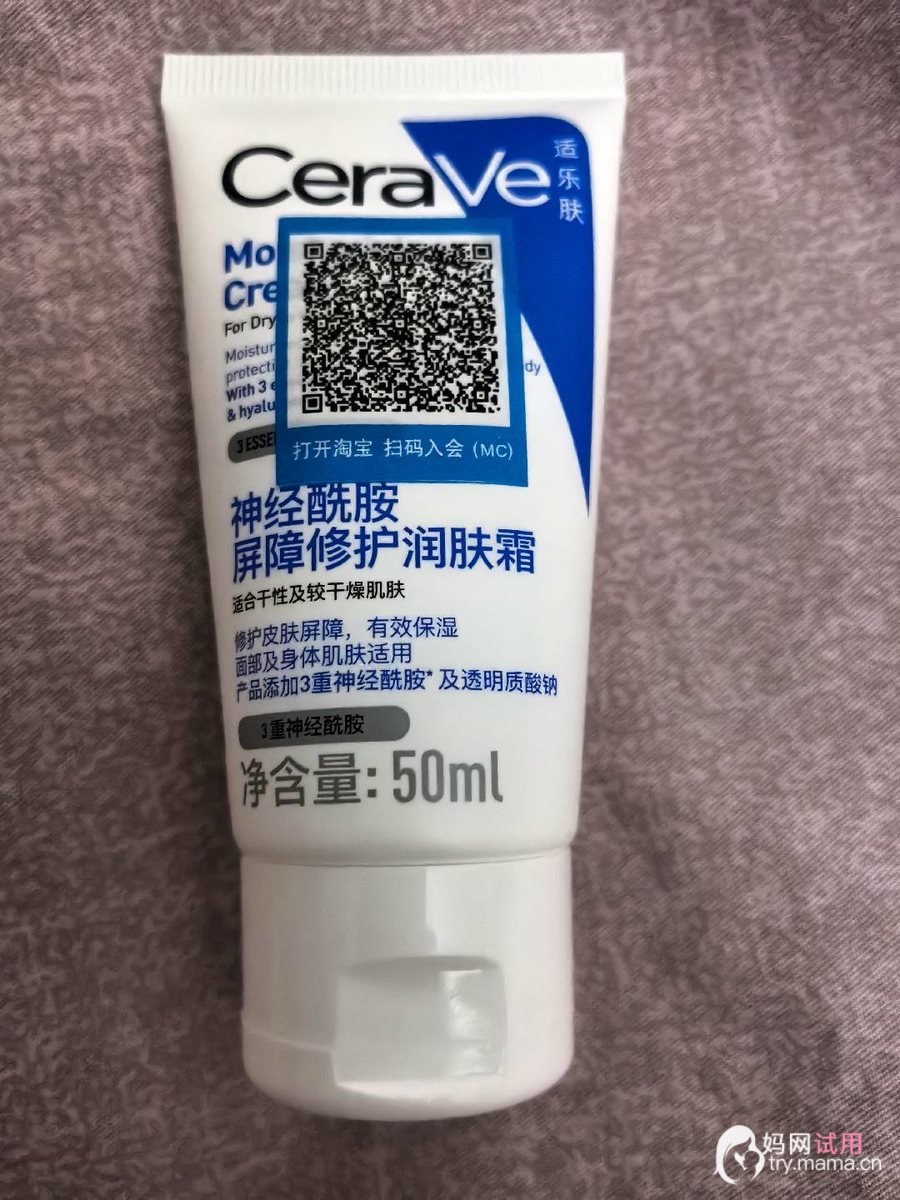 CeraVe
适乐肤
Mo
Cre
For Dry
Moistur
protecti
dy
With 3 e
& hyalu
3 ESSE
打开淘宝 扫码入会 (MC)
神经酰胺
屏障修护润肤霜
适合干性及较干燥肌肤
修护皮肤屏障，有效保湿
面部及身体肌肤适用
产品添加3重神经酰胺* 及透明质酸钠
3重神经酰胺
净含量：50ml
妈网试用
try.mama.cn